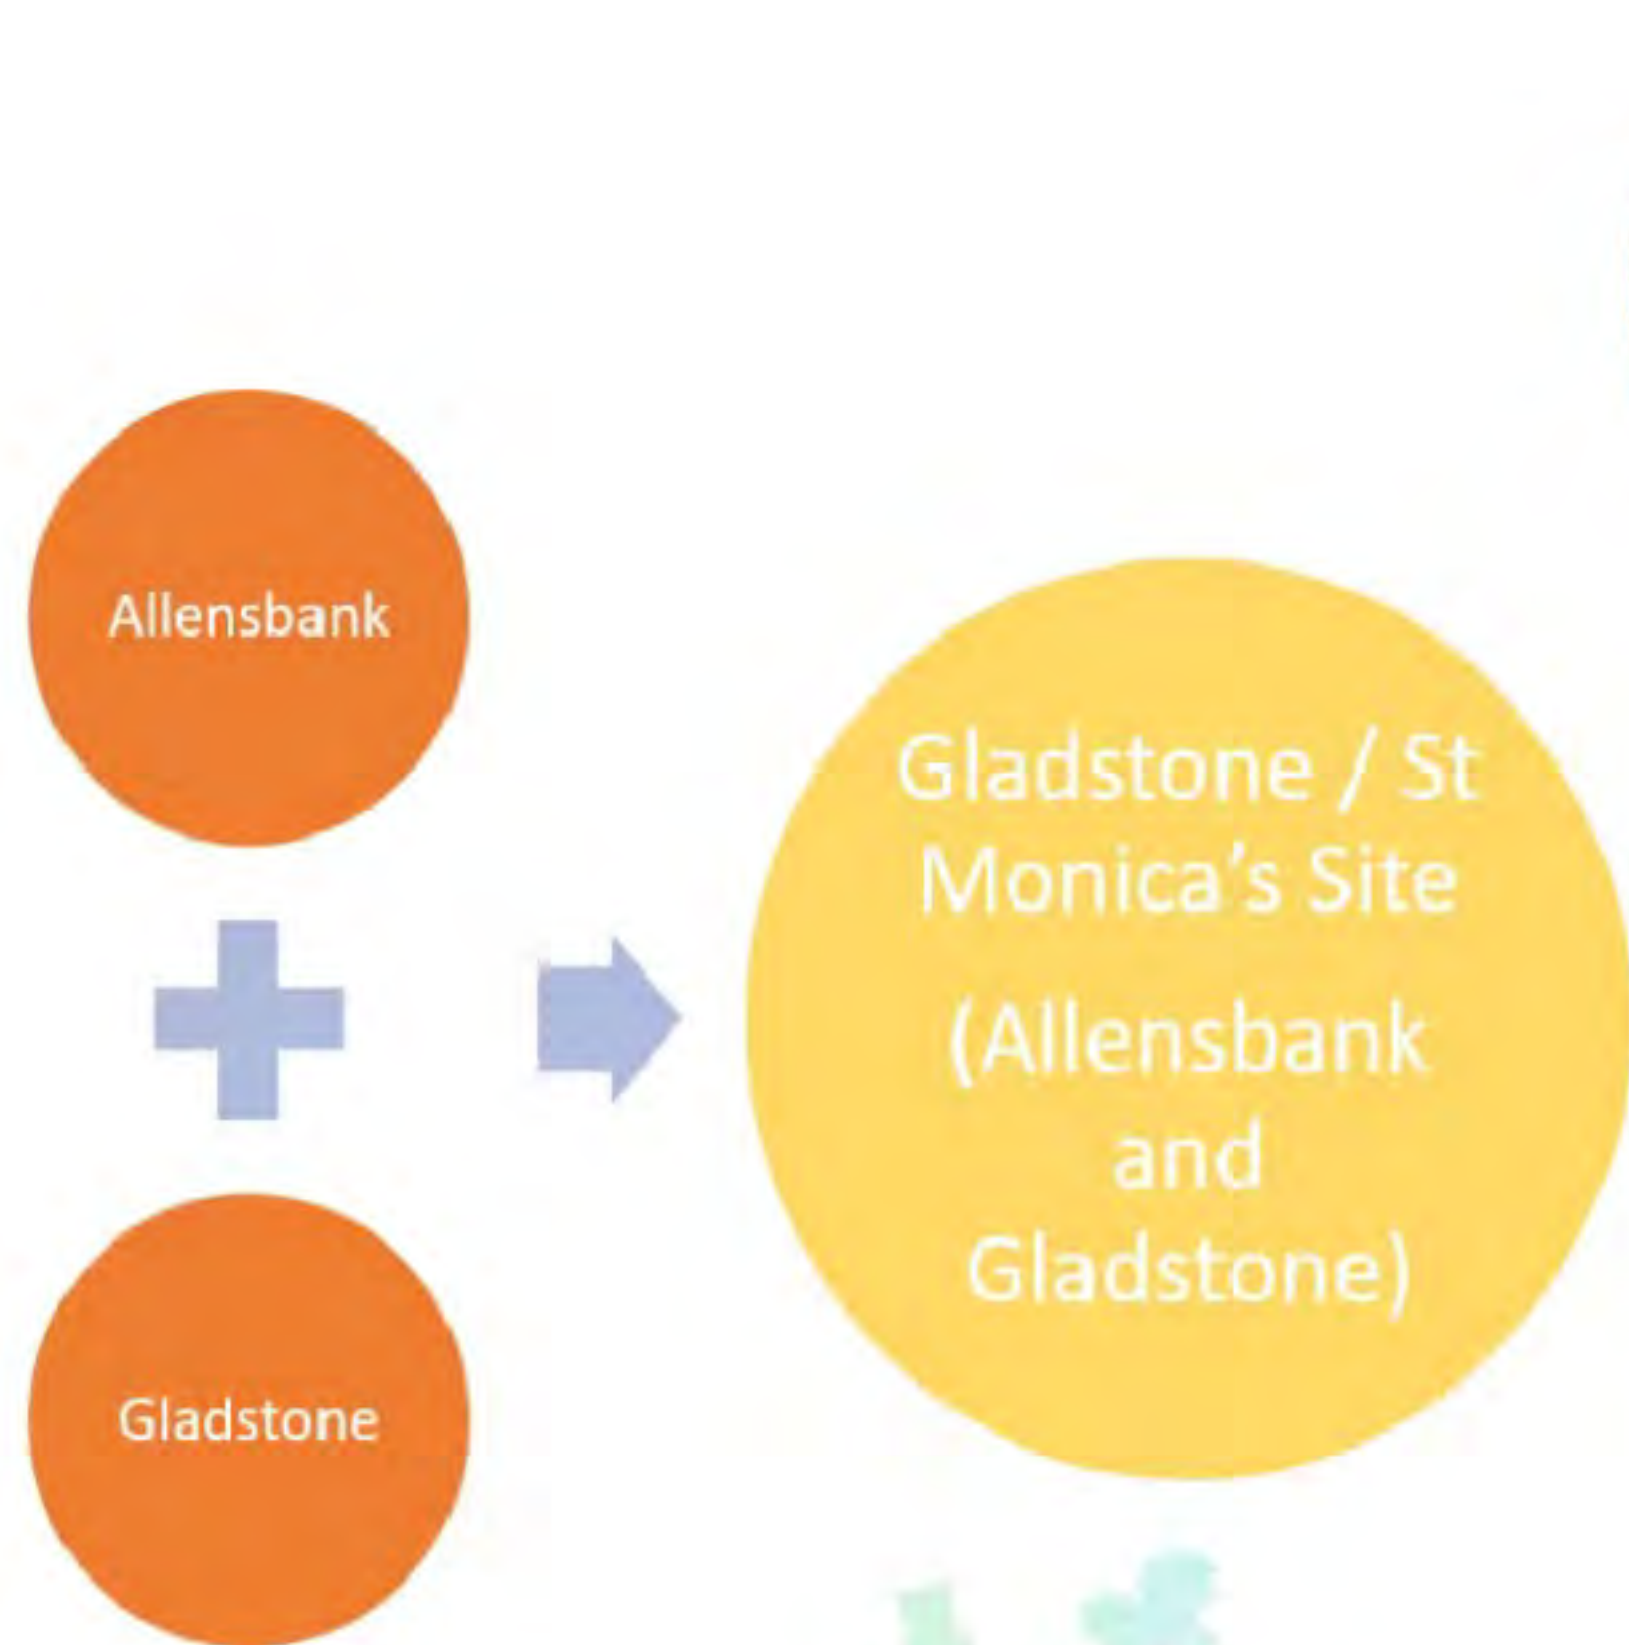 Allensbank
Gladstone
Gladstone / St
Monica’s Site
(Allensbank
and
Gladstone)